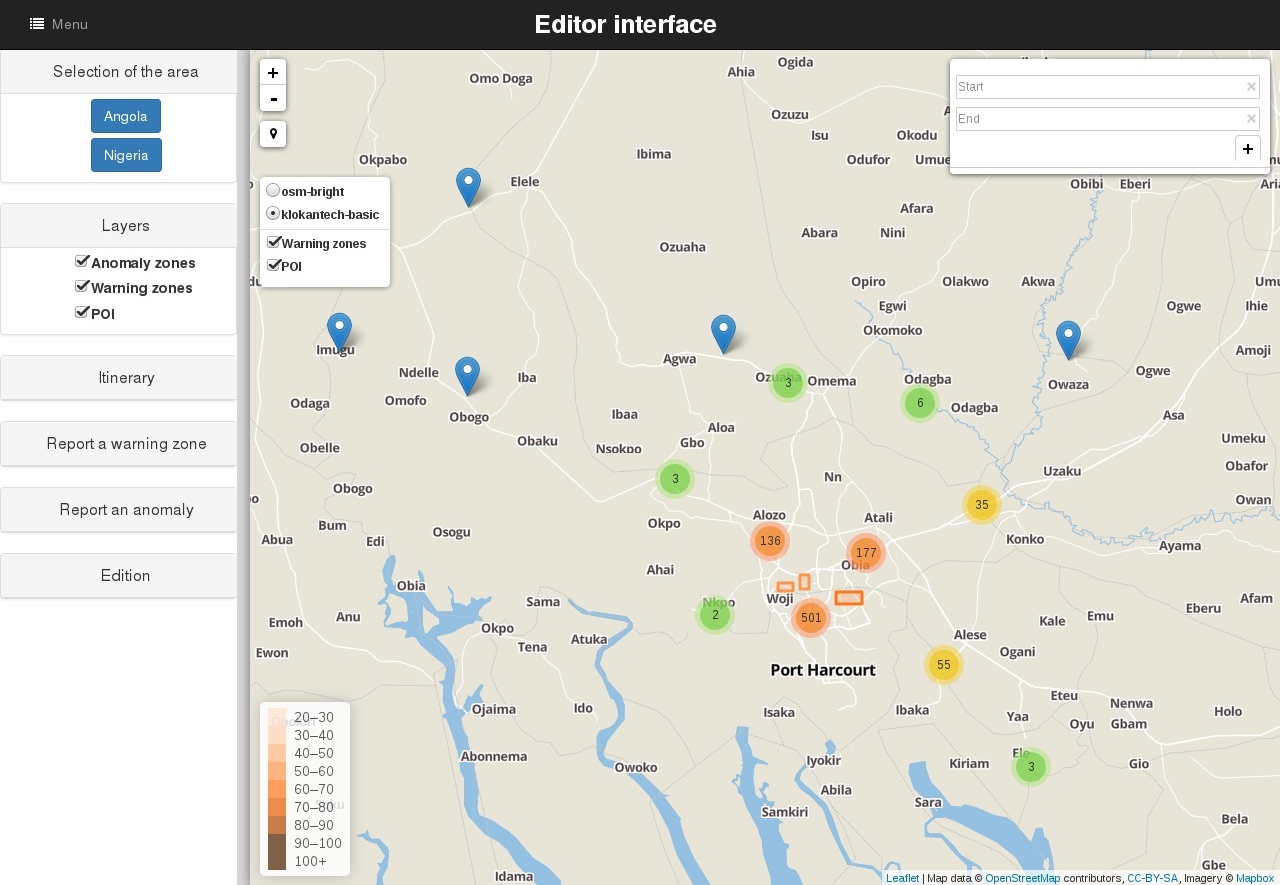 Menu
Editor interface
Selection of the area
Angola
Nigeria
Layers
Anomaly zones
Warning zones
POI
Itinerary
Report a warning zone
Report an anomaly
Edition
+
-
osm-bright
klokantech-basic
Warning zones
POI
Start ×
End ×
+
Ogida
Ahia
Omo Doga
Ozuzu
Isu
Okodu
Okpabo
Ibima
Odufor
Umue
Elele
Obibi
Eberi
Aria
Afara
Abara
Nini
Ozuaha
Opiro
Olakwo
Akwa
Umu
Egwi
Ogwe
Ihie
Okomoko
Imugu
Agwa
Amoji
Ndelle
Iba
Ozuaba
3
Omema
Odagba
Ogwe
Owaza
Odaga
Omofo
Obogo
Ibaa
6
Odagba
Asa
Aloa
Obelle
Obaku
Nsokpo
Gbo
Umeku
Obafor
Uzaku
Obogo
3
Nn
Owan
35
Bum
Okpo
Alozo
Atali
Abua
Edi
Osogu
136
177
Konko
Ayama
Obia
Ahai
Obia
Sama
Nkpo
2
Woji
501
Afam
Eberu
Emoh
Anu
Okpo
Kale
Emu
Atuka
Tena
Alese
Ewon
Ogani
55
Port Harcourt
Eteu
Ojaima
Ido
Isaka
Ibaka
Yaa
Nenwa
Holo
Oyu
Gbam
Abonnema
Owoko
Iyokir
Kiriam
Ele
3
Gio
Abila
Sara
Samkiri
Bela
Gbe
Idama
20–30
30–40
40–50
50–60
60–70
70–80
80–90
90–100
100+
Leaflet | Map data © OpenStreetMap contributors, CC-BY-SA, Imagery © Mapbox